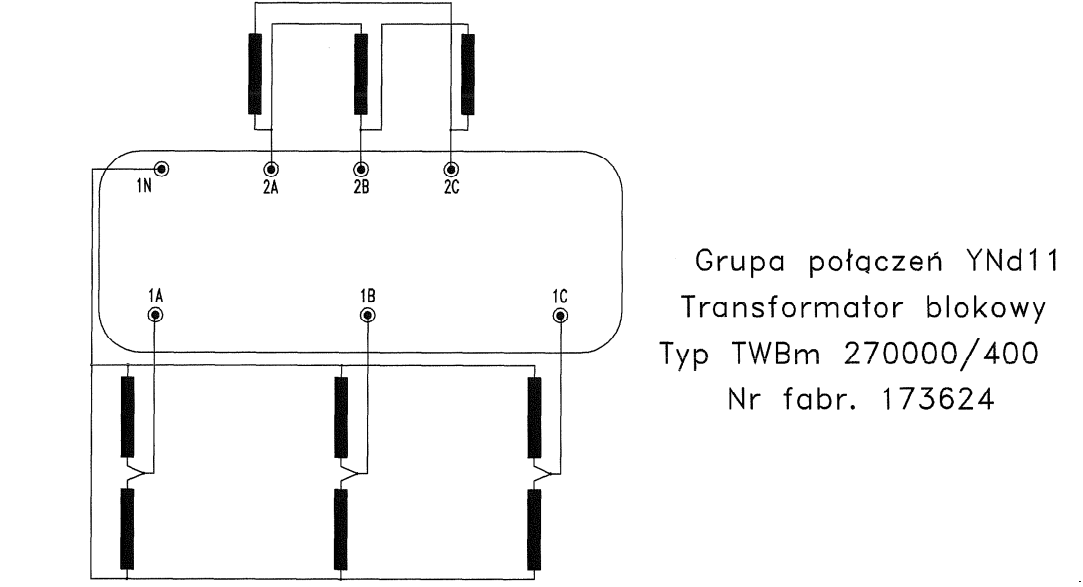 1N 2A 2B 2C
1A 1B 1C
Grupa połączeń YNd11
Transformator blokowy
Typ TWBm 270000/400
Nr fabr. 173624